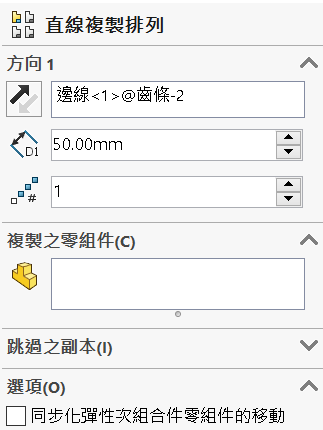 直線複製排列
方向 1
邊線<1>@齒條-2
D1
50.00mm
#
1
複製之零組件(C)
跳過之副本(I)
選項(O)
同步化彈性次組合件零組件的移動